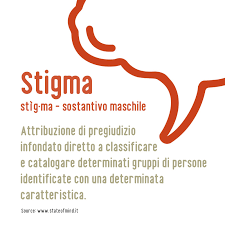 Stigma
stìg·ma - sostantivo maschile
Attribuzione di pregiudizio
infondato diretto a classificare
e catalogare determinati gruppi di persone
identificate con una determinata
caratteristica.
Source: www.stateofmind.it